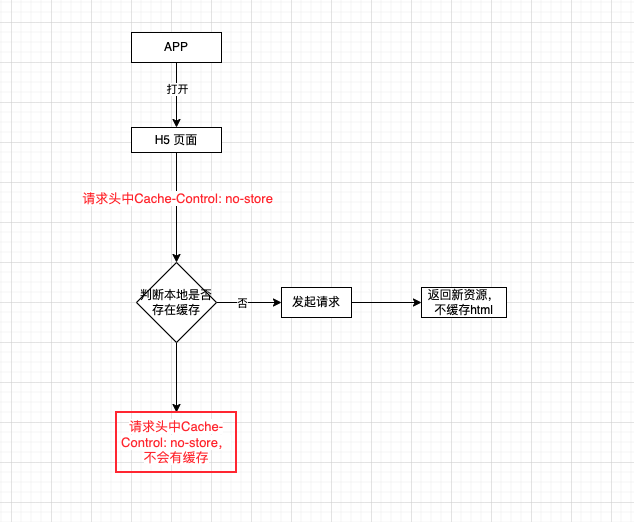 APP
打开
H5 页面
请求头中Cache-Control: no-store
判断本地是否
存在缓存
否
发起请求
返回新资源，
不缓存html
请求头中Cache-
Control: no-store，
不会有缓存